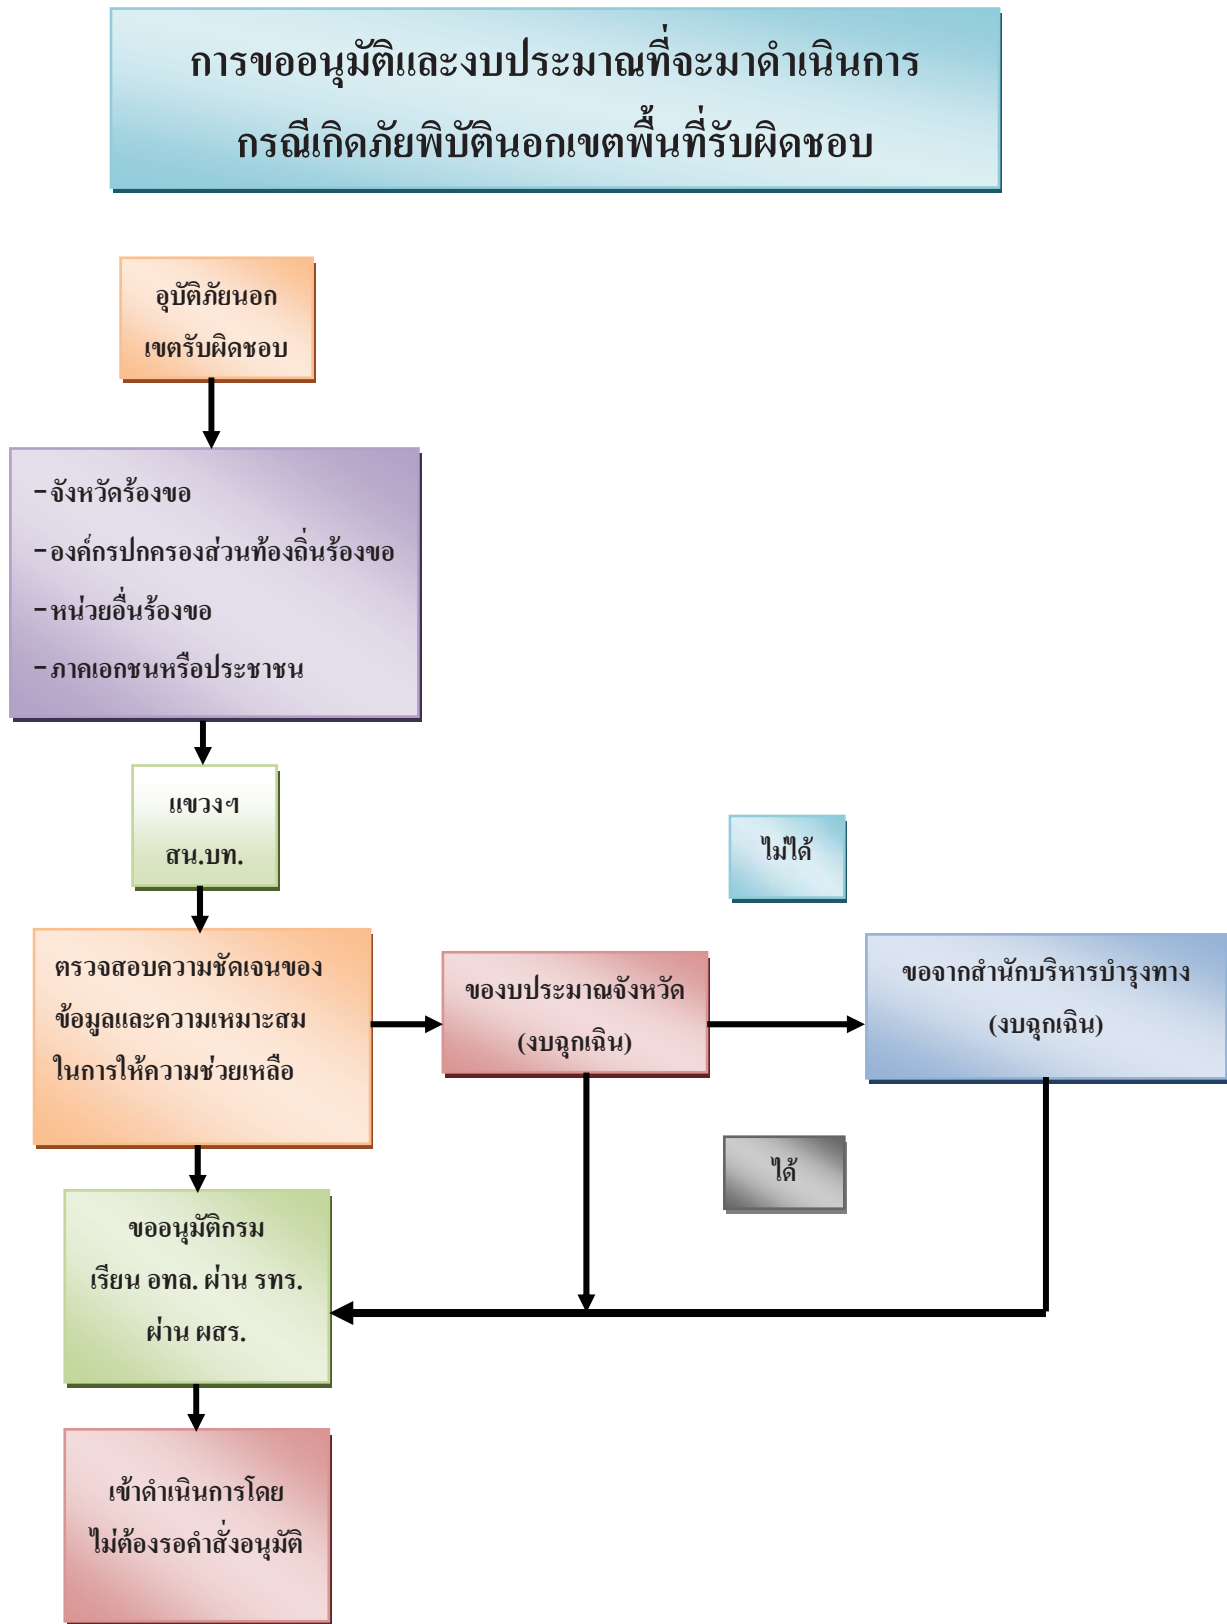 การขออนุมัติและงบประมาณที่จะมาดำเนินการ
กรณีเกิดภัยพิบัตินอกเขตพื้นที่รับผิดชอบ
อุบัติภัยนอก
เขตรับผิดชอบ
-จังหวัดร้องขอ
-องค์กรปกครองส่วนท้องถิ่นร้องขอ
-หน่วยอื่นร้องขอ
-ภาคเอกชนหรือประชาชน
แขวงฯ
สน.บท.
ไม่ได้
ตรวจสอบความชัดเจนของ
ข้อมูลและความเหมาะสม
ในการให้ความช่วยเหลือ
ของบประมาณจังหวัด
(งบฉุกเฉิน)
ขอจากสำนักบริหารบำรุงทาง
(งบฉุกเฉิน)
ได้
ขออนุมัติกรม
เรียน อทล. ผ่าน รทร.
ผ่าน ผสร.
เข้าดำเนินการโดย
ไม่ต้องรอคำสั่งอนุมัติ